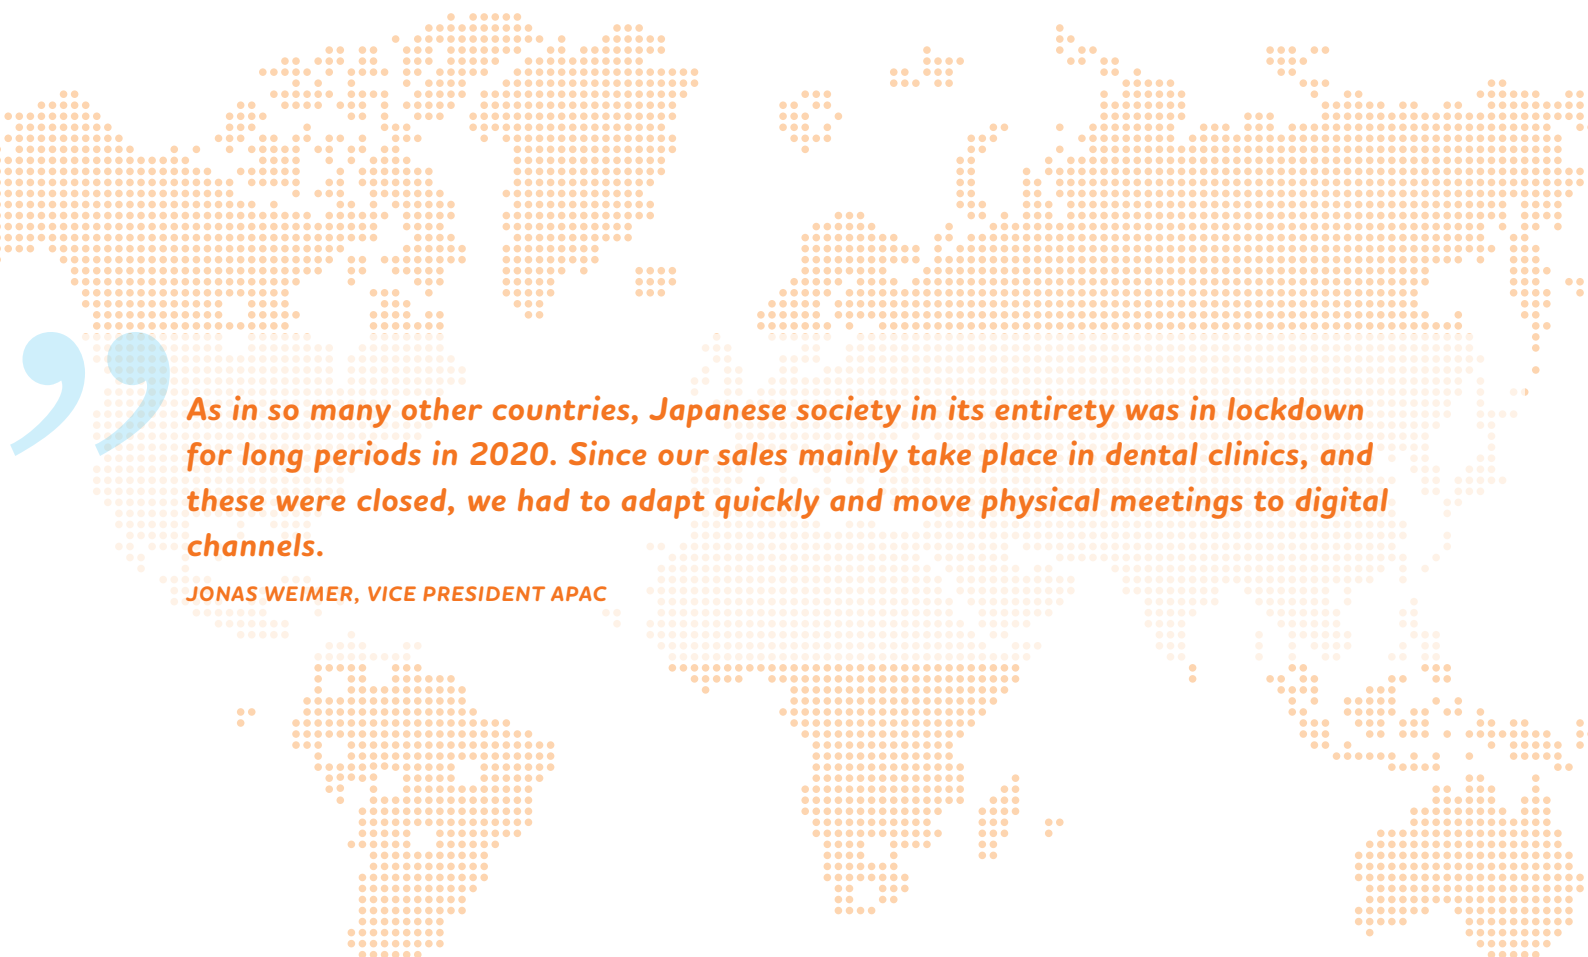 ”
As in so many other countries, Japanese society in its entirety was in lockdown
for long periods in 2020. Since our sales mainly take place in dental clinics, and
these were closed, we had to adapt quickly and move physical meetings to digital
channels.
JONAS WEIMER, VICE PRESIDENT APAC